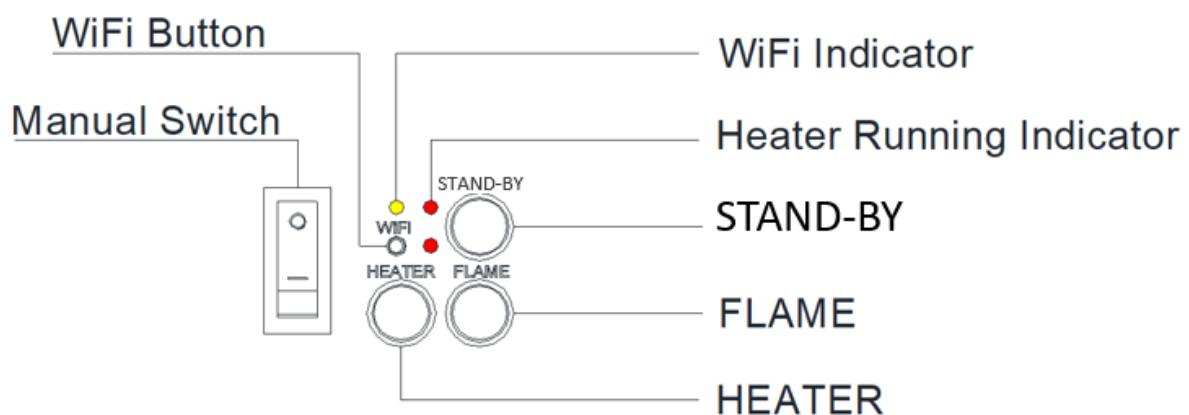 WiFi Button
WiFi Indicator
Manual Switch
Heater Running Indicator
STAND-BY
STAND-BY
WIFI
HEATER FLAME
FLAME
HEATER